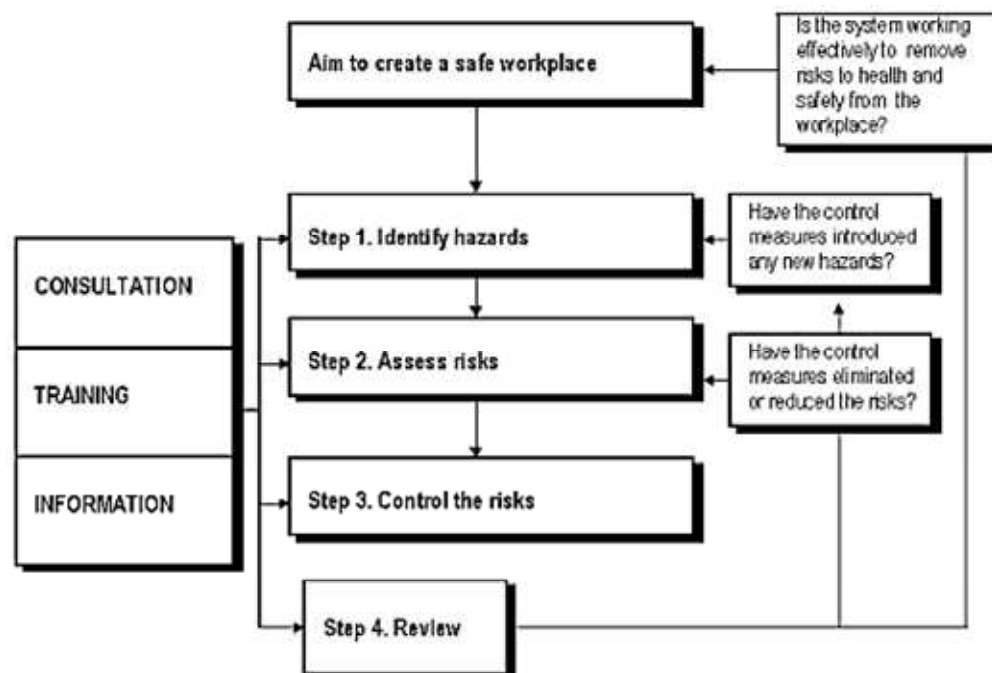 Aim to create a safe workplace
Is the system working
effectively to remove
risks to health and
safety from the
workplace?
Step 1. Identify hazards
Have the control
measures introduced
any new hazards?
CONSULTATION
TRAINING
INFORMATION
Step 2. Assess risks
Have the control
measures eliminated
or reduced the risks?
Step 3. Control the risks
Step 4. Review